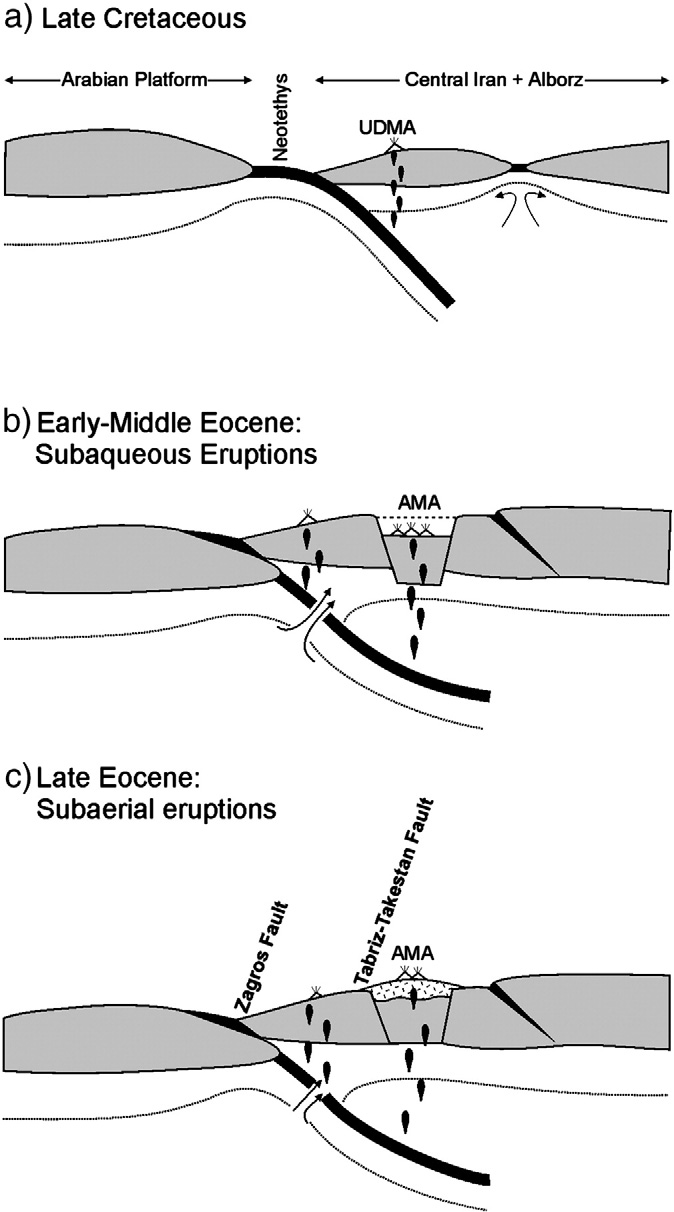 a) Late Cretaceous
Arabian Platform
Neotethys
Central Iran + Alborz
UDMA
b) Early-Middle Eocene:
Subaqueous Eruptions
AMA
c) Late Eocene:
Subaerial eruptions
Zagros Fault
Tabriz-Takestan Fault
AMA